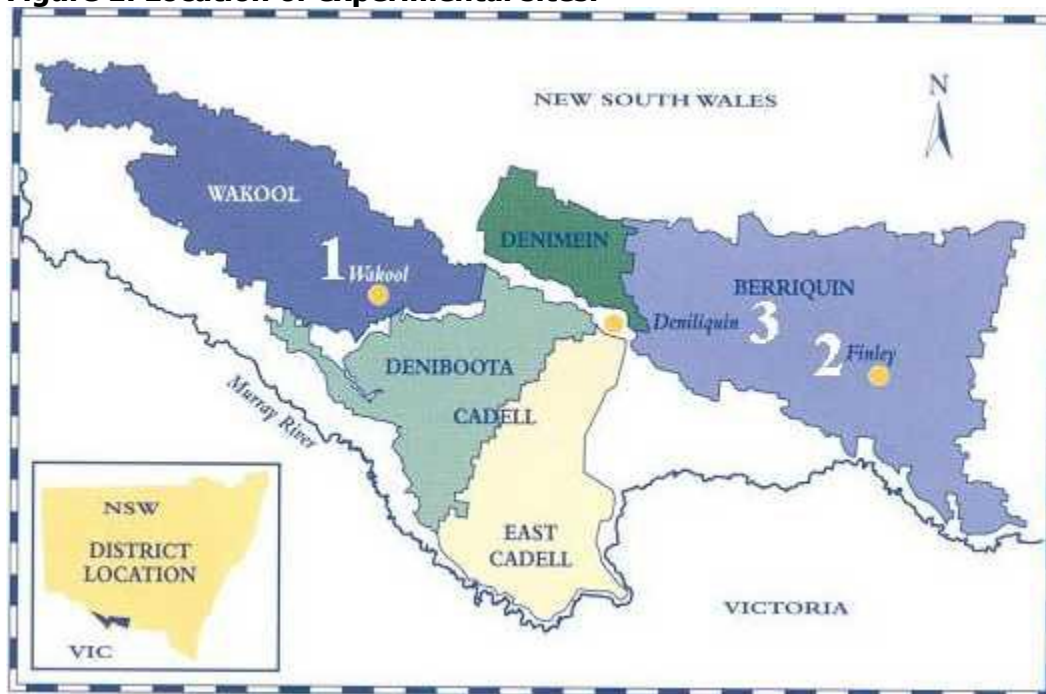 Figure 2. Location of experimental sites.
NEW SOUTH WALES
N
WAKOOL
1
Wakool
DENIMEIN
BERRIQUIN
Deniliquin
3
2
Finley
DENIBOOTA
CADELL
Murray River
EAST
CADELL
VICTORIA
NSW
DISTRICT
LOCATION
VIC